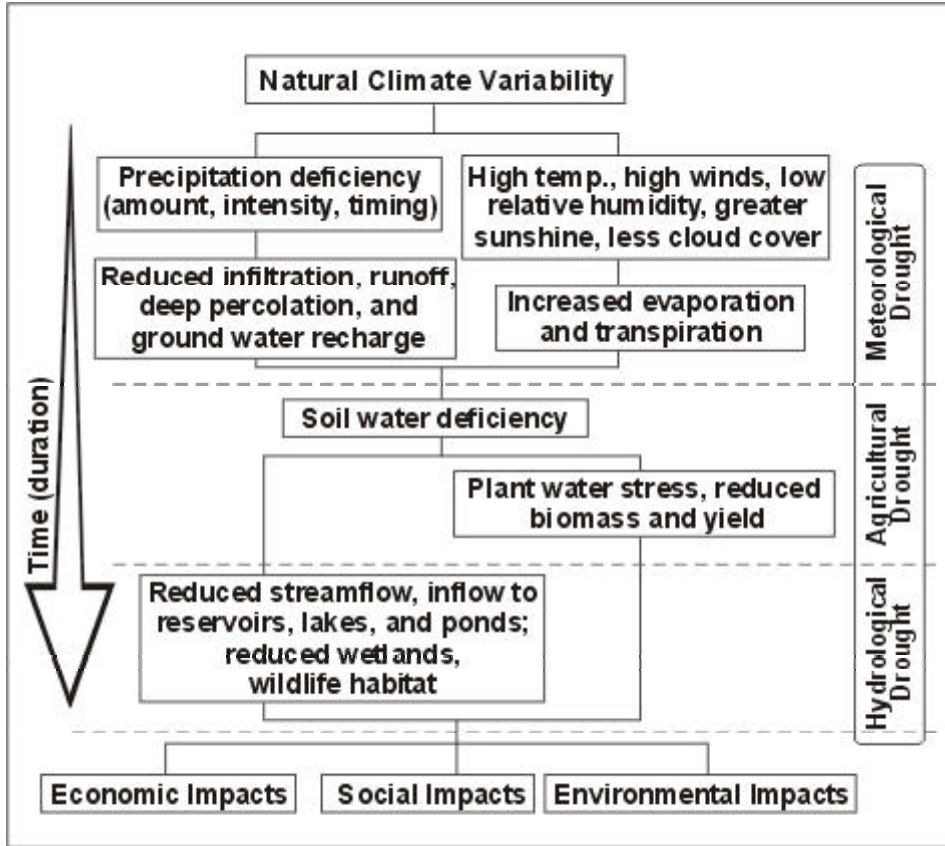 Natural Climate Variability
Precipitation deficiency
(amount, intensity, timing)
High temp., high winds, low
relative humidity, greater
sunshine, less cloud cover
Reduced infiltration, runoff,
deep percolation, and
ground water recharge
Increased evaporation
and transpiration
Meteorological
Drought
Soil water deficiency
Plant water stress, reduced
biomass and yield
Agricultural
Drought
Time (duration)
Reduced streamflow, inflow to
reservoirs, lakes, and ponds;
reduced wetlands,
wildlife habitat
Hydrological
Drought
Economic Impacts
Social Impacts
Environmental Impacts